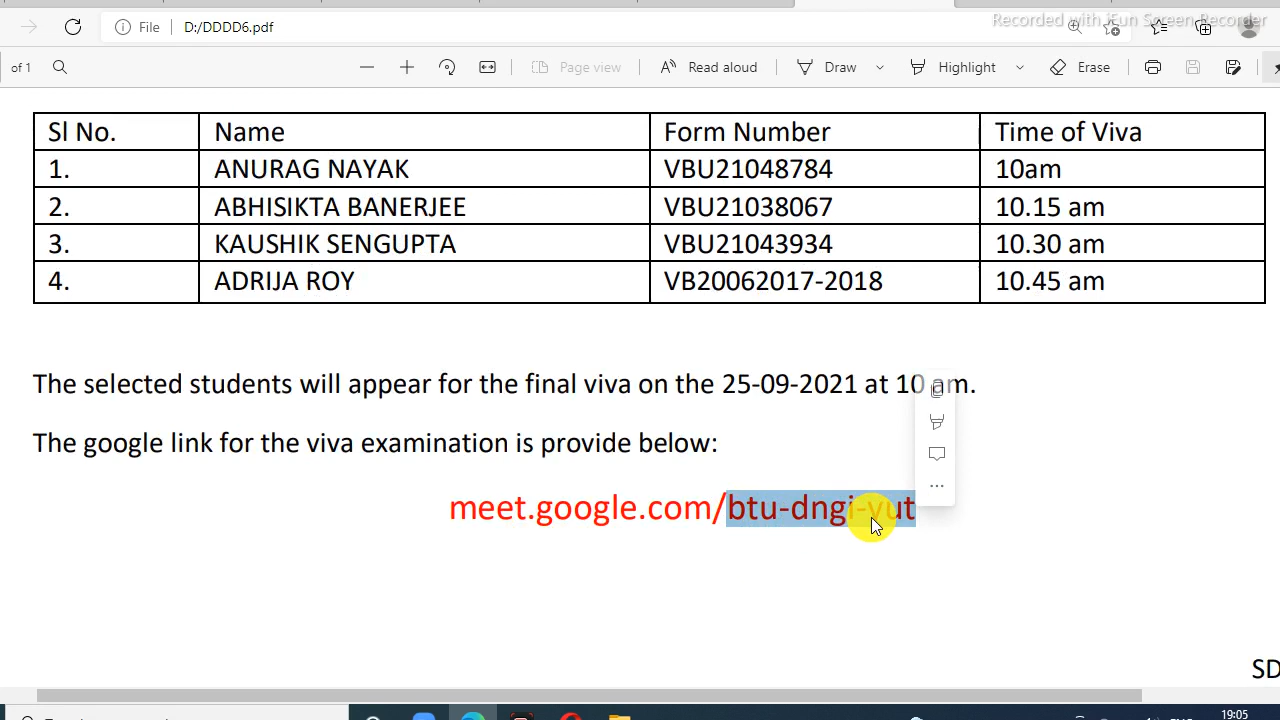 Recorded with iFun Screen Recorder
File D:/DDDD6.pdf
of 1 Page view Read aloud Draw Highlight Erase
Sl No. Name Form Number Time of Viva
1. ANURAG NAYAK VBU21048784 10am
2. ABHISIKTA BANERJEE VBU21038067 10.15 am
3. KAUSHIK SENGUPTA VBU21043934 10.30 am
4. ADRIJA ROY VB20062017-2018 10.45 am
The selected students will appear for the final viva on the 25-09-2021 at 10 am.
The google link for the viva examination is provide below:
meet.google.com/btu-dngi-vut
SD
19:05